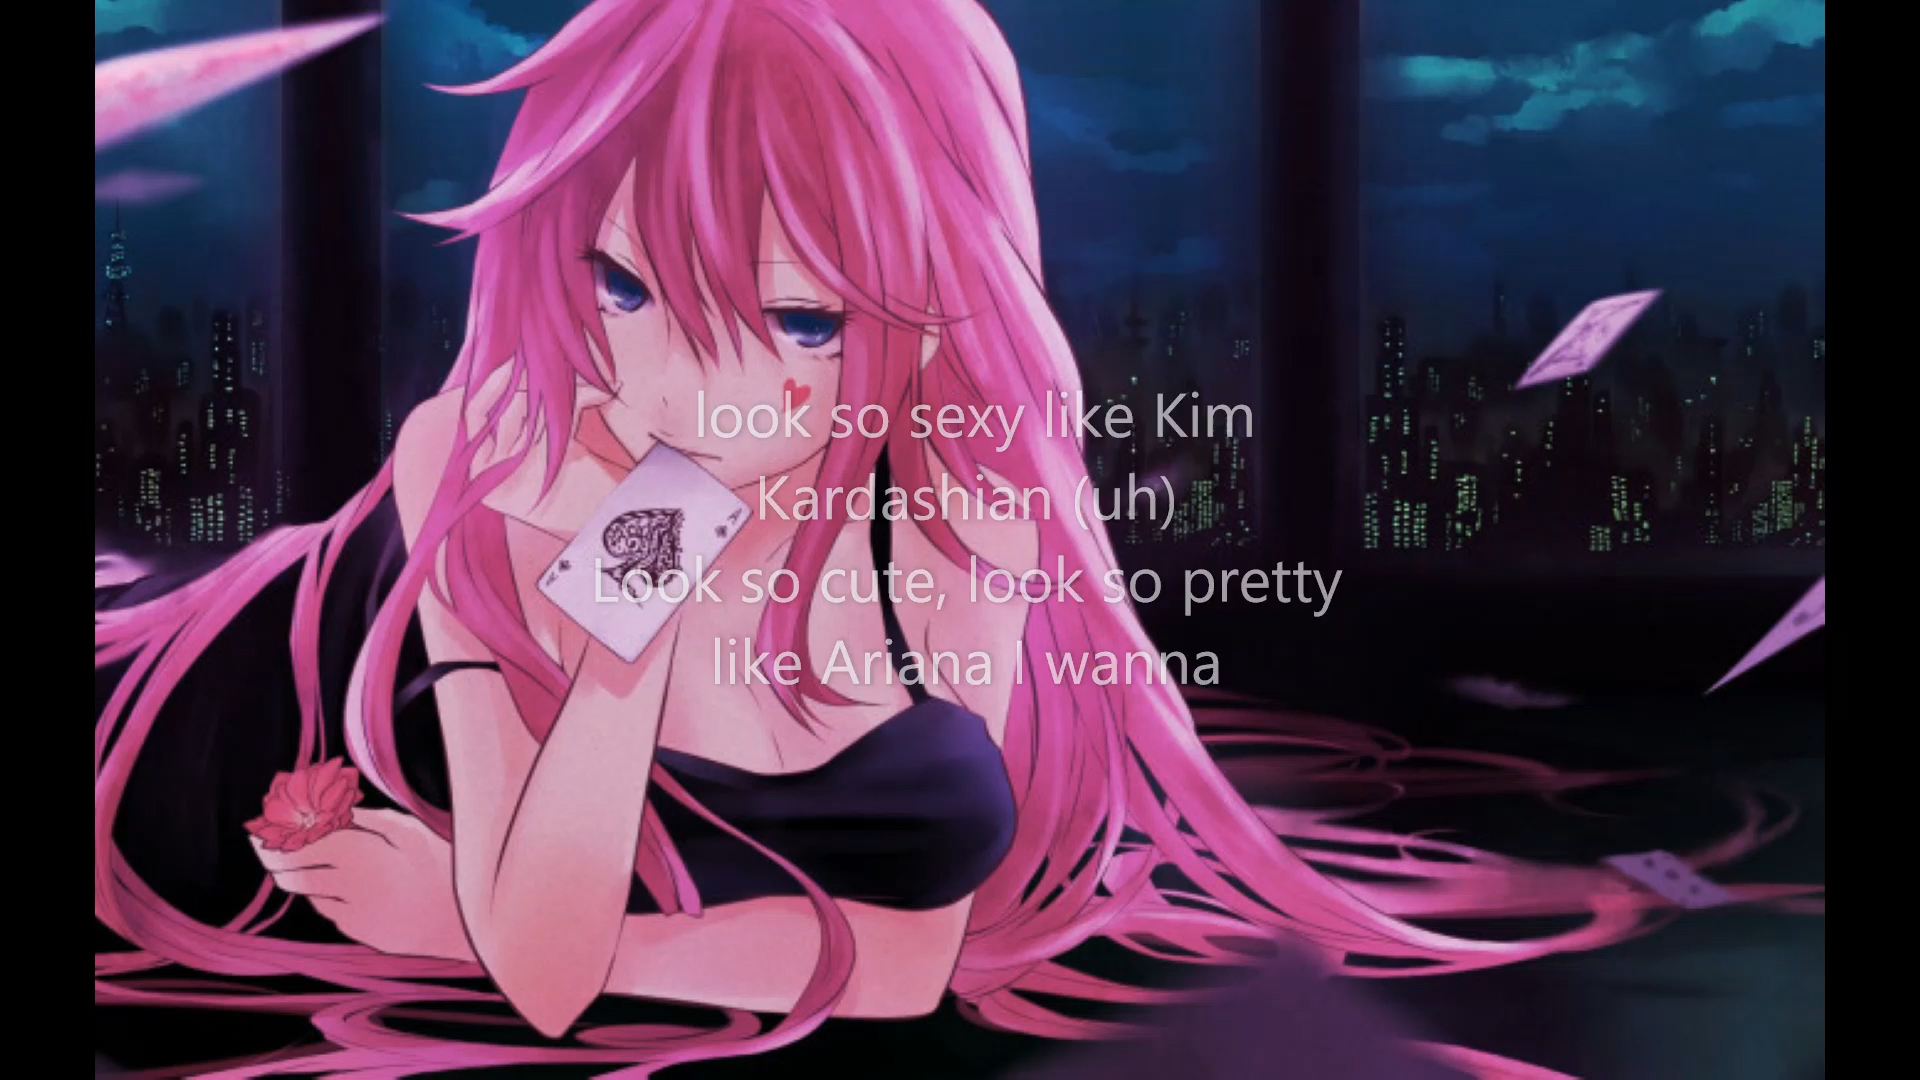 look so sexy like Kim
Kardashian (uh)
Look so cute, look so pretty
like Ariana I wanna